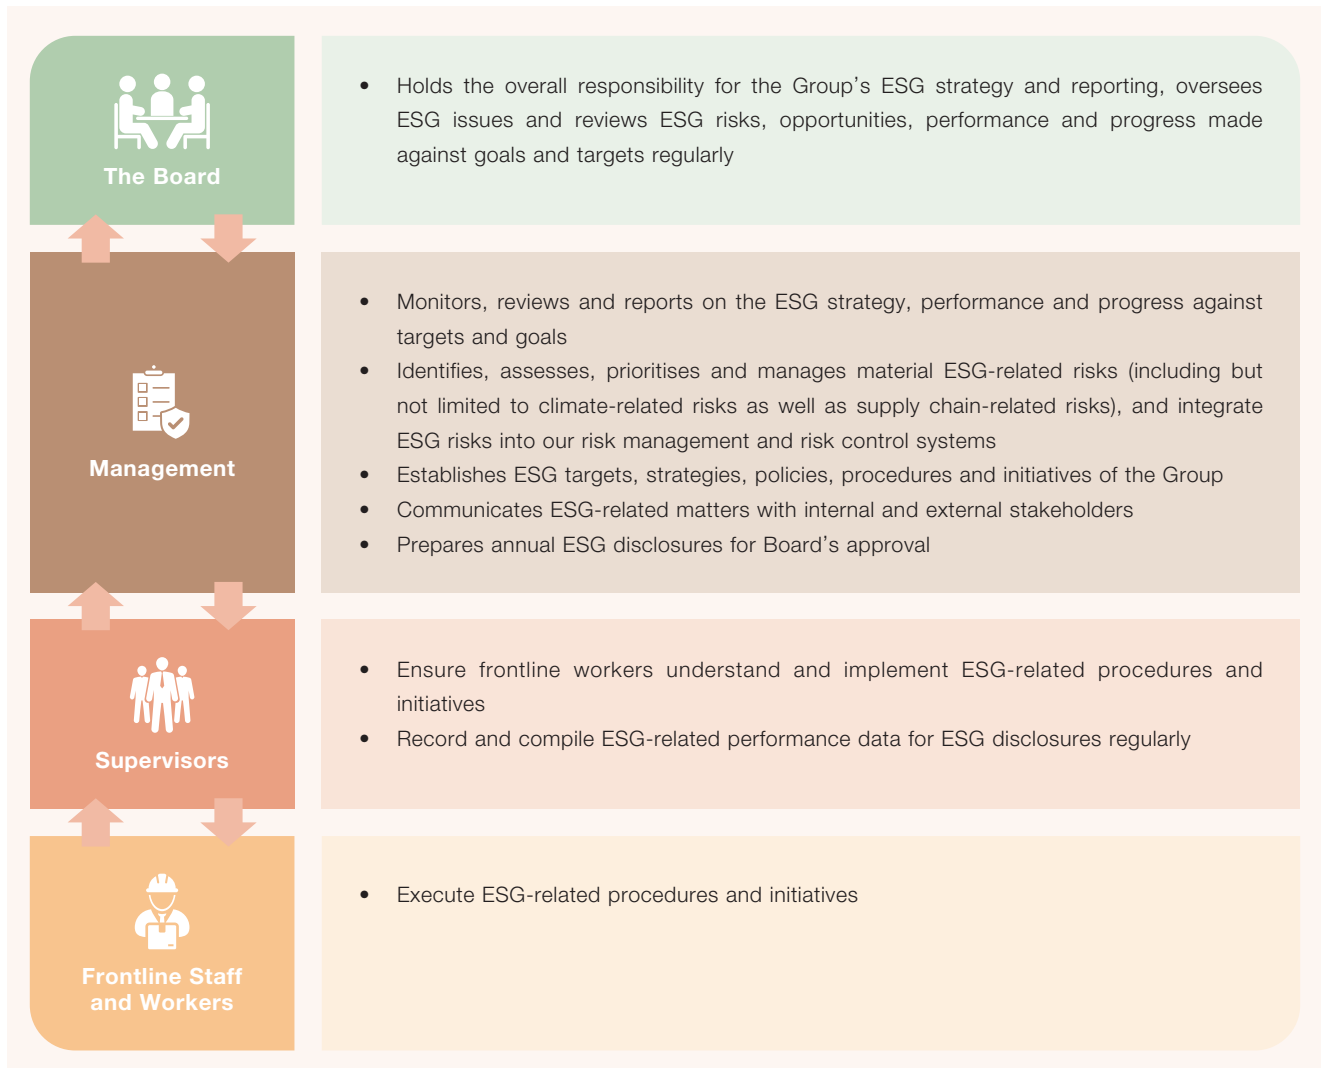 The Board
• Holds the overall responsibility for the Group’s ESG strategy and reporting, oversees
ESG issues and reviews ESG risks, opportunities, performance and progress made
against goals and targets regularly
Management
• Monitors, reviews and reports on the ESG strategy, performance and progress against
targets and goals
• Identifies, assesses, prioritises and manages material ESG-related risks (including but
not limited to climate-related risks as well as supply chain-related risks), and integrate
ESG risks into our risk management and risk control systems
• Establishes ESG targets, strategies, policies, procedures and initiatives of the Group
• Communicates ESG-related matters with internal and external stakeholders
• Prepares annual ESG disclosures for Board’s approval
Supervisors
• Ensure frontline workers understand and implement ESG-related procedures and
initiatives
• Record and compile ESG-related performance data for ESG disclosures regularly
Frontline Staff
and Workers
• Execute ESG-related procedures and initiatives